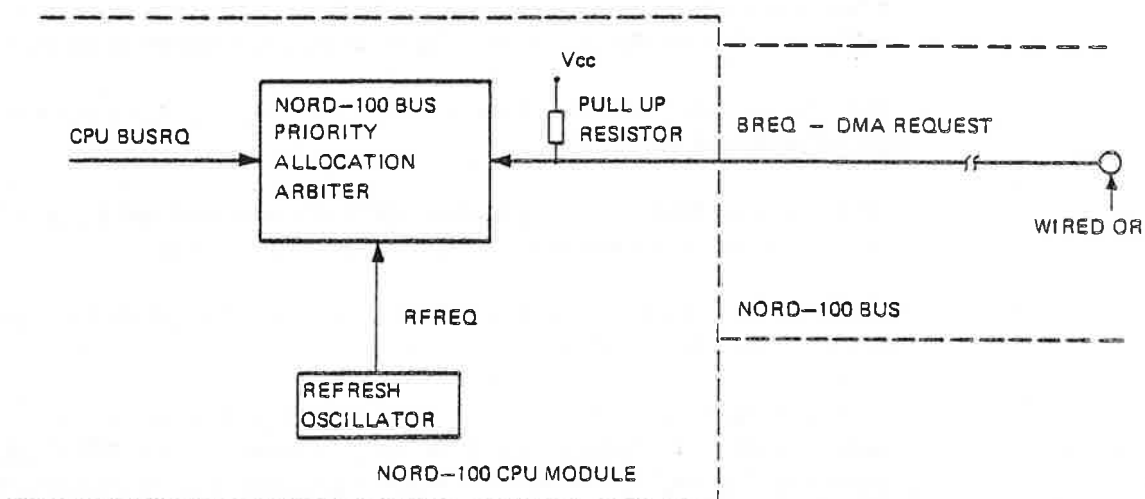 Vcc
NORD–100 BUS
PRIORITY
ALLOCATION
ARBITER
CPU BUSRQ
PULL UP
RESISTOR
BREQ – DMA REQUEST
WIRED OR
RFREQ
NORD–100 BUS
REFRESH
OSCILLATOR
NORD–100 CPU MODULE